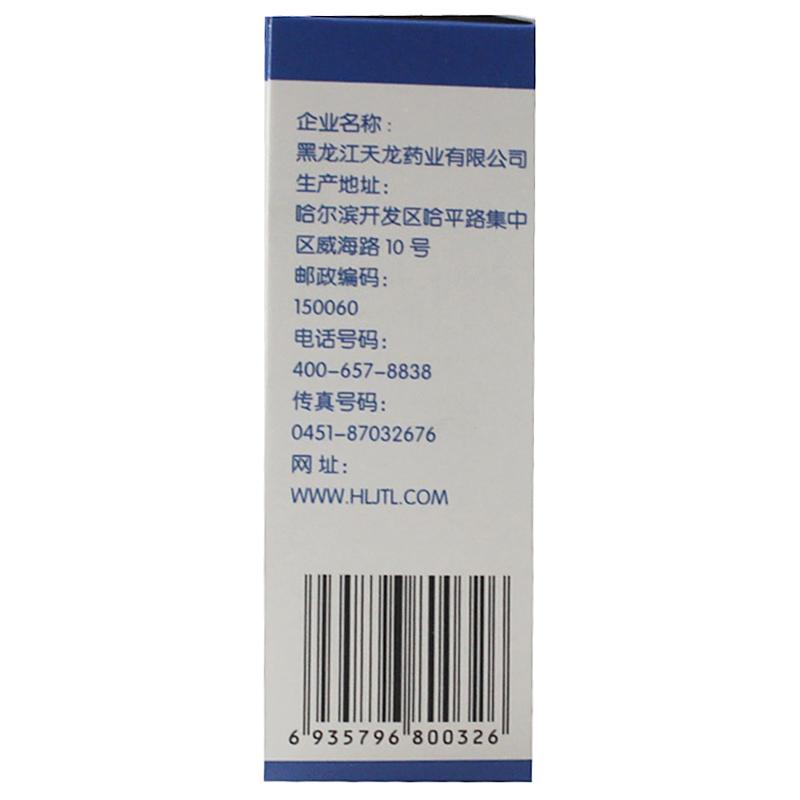 企业名称：
黑龙江天龙药业有限公司
生产地址：
哈尔滨开发区哈平路集中
区威海路10号
邮政编码：
150060
电话号码：
400-657-8838
传真号码：
0451-87032676
网 址：
WWW.HLJTL.COM
6 935796 800326